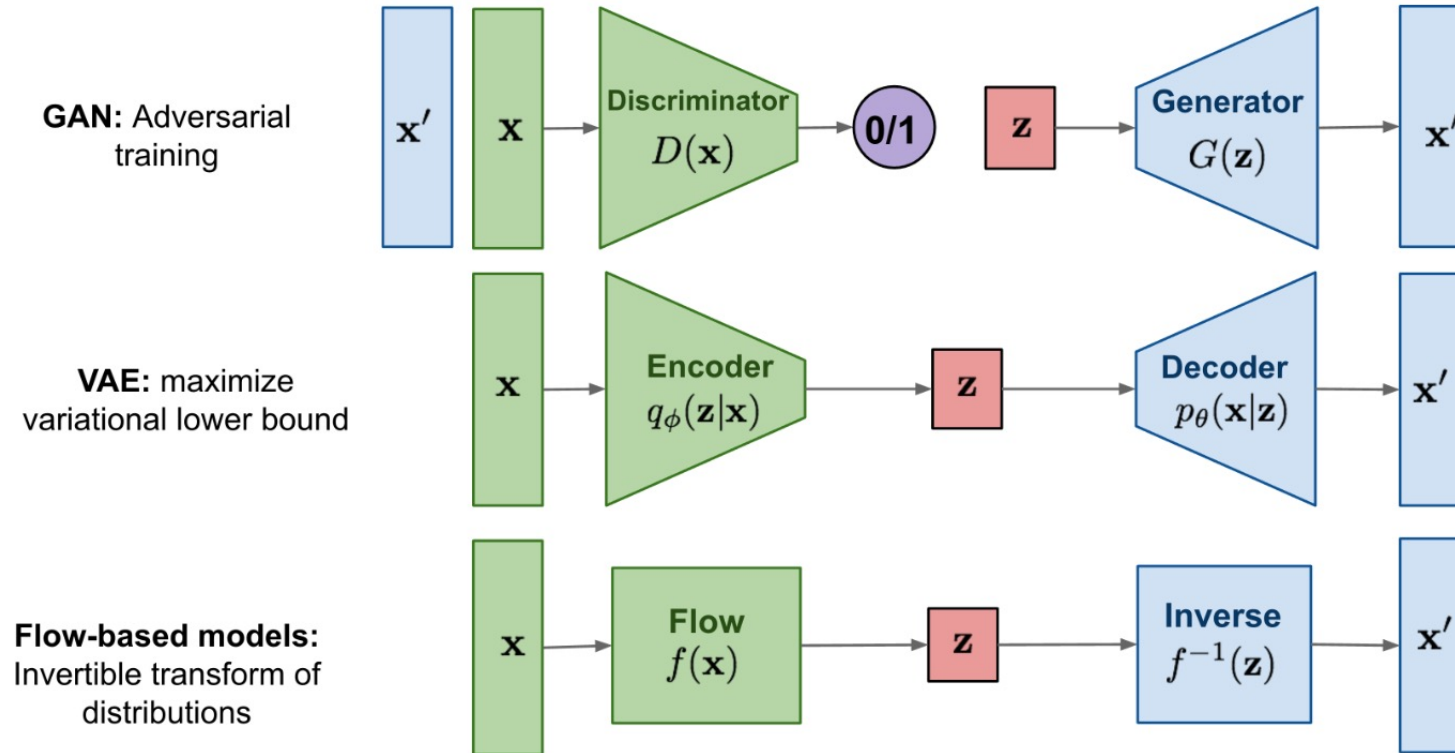 GAN: Adversarial
training
x′
x
Discriminator
D(x)
0/1
z
Generator
G(z)
x′
VAE: maximize
variational lower bound
x
Encoder
qϕ(z|x)
z
Decoder
pθ(x|z)
x′
Flow-based models:
Invertible transform of
distributions
x
Flow
f(x)
z
Inverse
f⁻¹(z)
x′